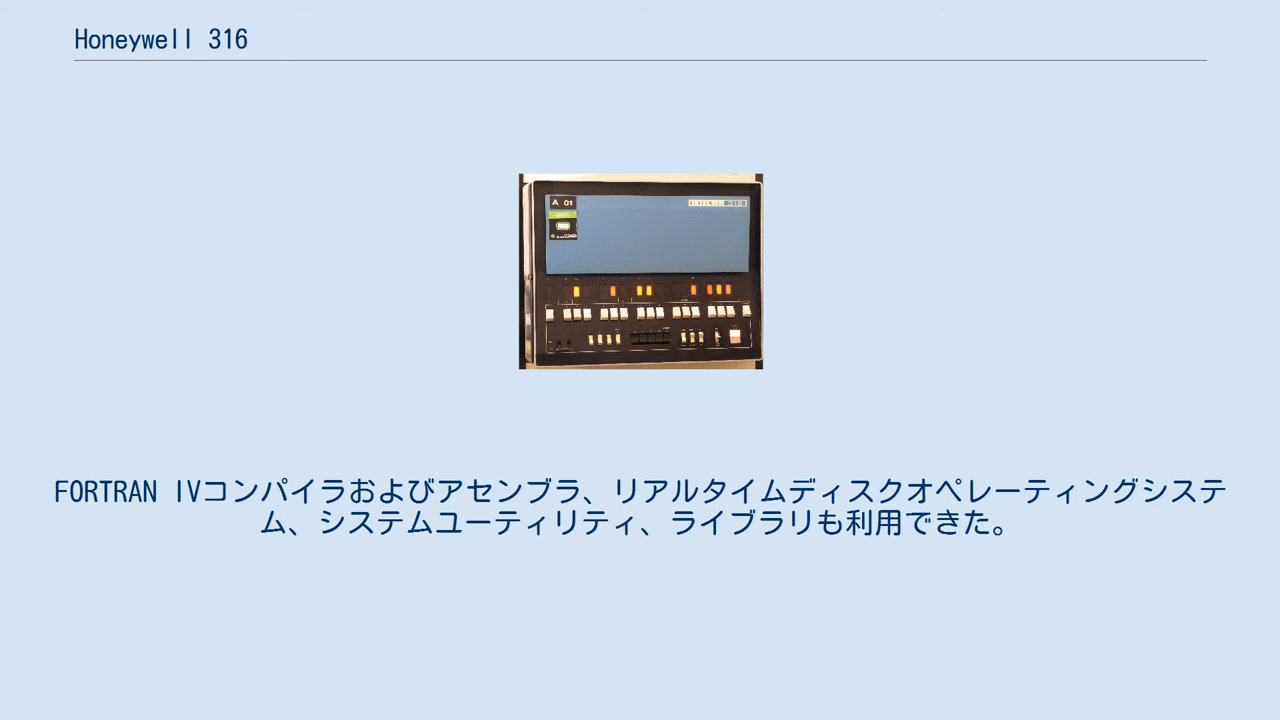 Honeywell 316
A 01
HONEYWELL 316
FORTRAN IVコンパイラおよびアセンブラ、リアルタイムディスクオペレーティングシステ
ム、システムユーティリティ、ライブラリも利用できた。